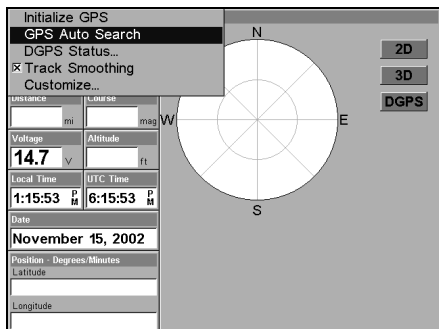 Initialize GPS
GPS Auto Search
DGPS Status...
Track Smoothing
Customize...
Distance Course
mi mag
Voltage Altitude
14.7 V ft
Local Time UTC Time
1:15:53 PM 6:15:53 PM
Date
November 15, 2002
Position - Degrees/Minutes
Latitude
Longitude
N
W E
S
2D
3D
DGPS